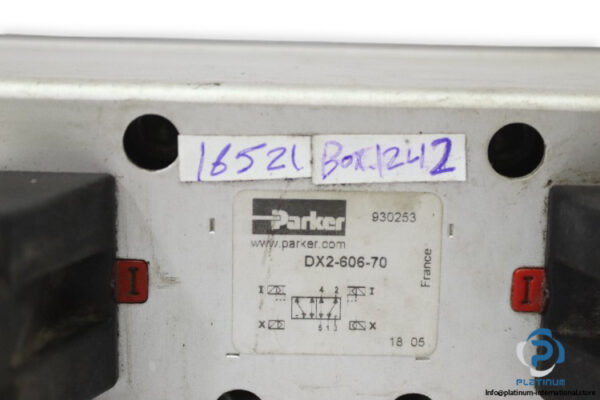 16521 Box.1242
Parker 930253
www.parker.com
DX2-606-70
France
I 4 2 I
X 5 1 3 X
18 05
I
I
PLATINUM
info@platinum-international.store